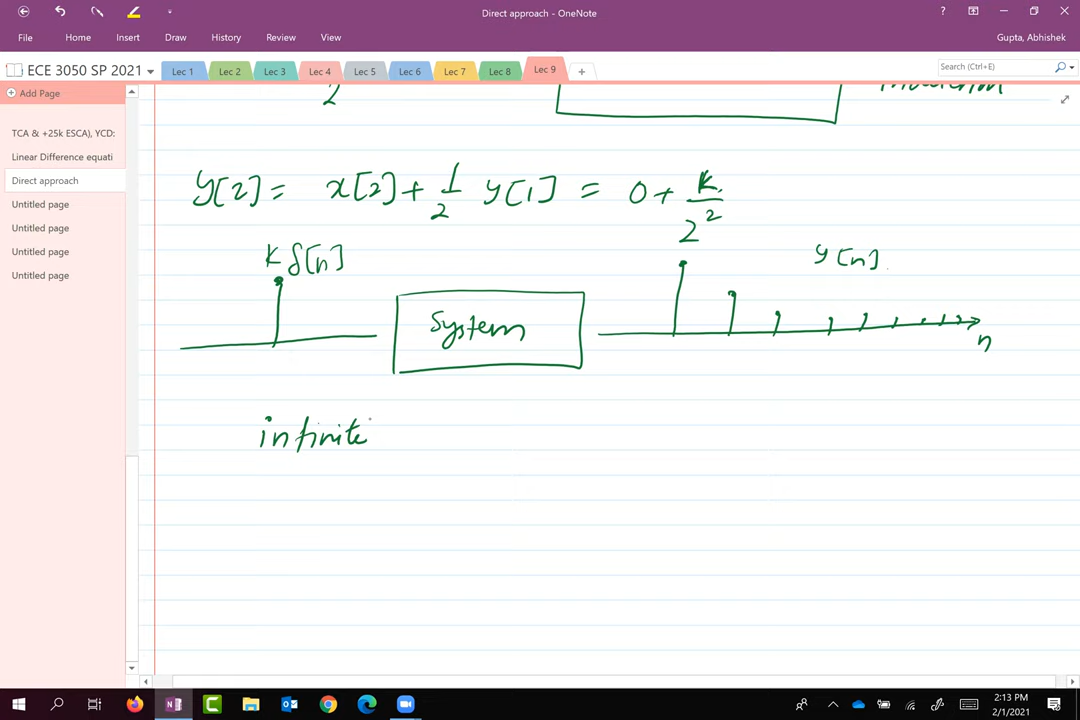 Direct approach - OneNote
?
File Home Insert Draw History Review View
Gupta, Abhishek
ECE 3050 SP 2021
Lec 1 Lec 2 Lec 3 Lec 4 Lec 5 Lec 6 Lec 7 Lec 8 Lec 9 +
Search (Ctrl+E)
Add Page
TCA & +25k ESCA), YCD:
Linear Difference equati
Direct approach
Untitled page
Untitled page
Untitled page
Untitled page
2
y[2] = x[2] + 1/2 y[1] = 0 + k/2^2
k δ[n]
y[n]
System
n
infinite
2:13 PM
2/1/2021